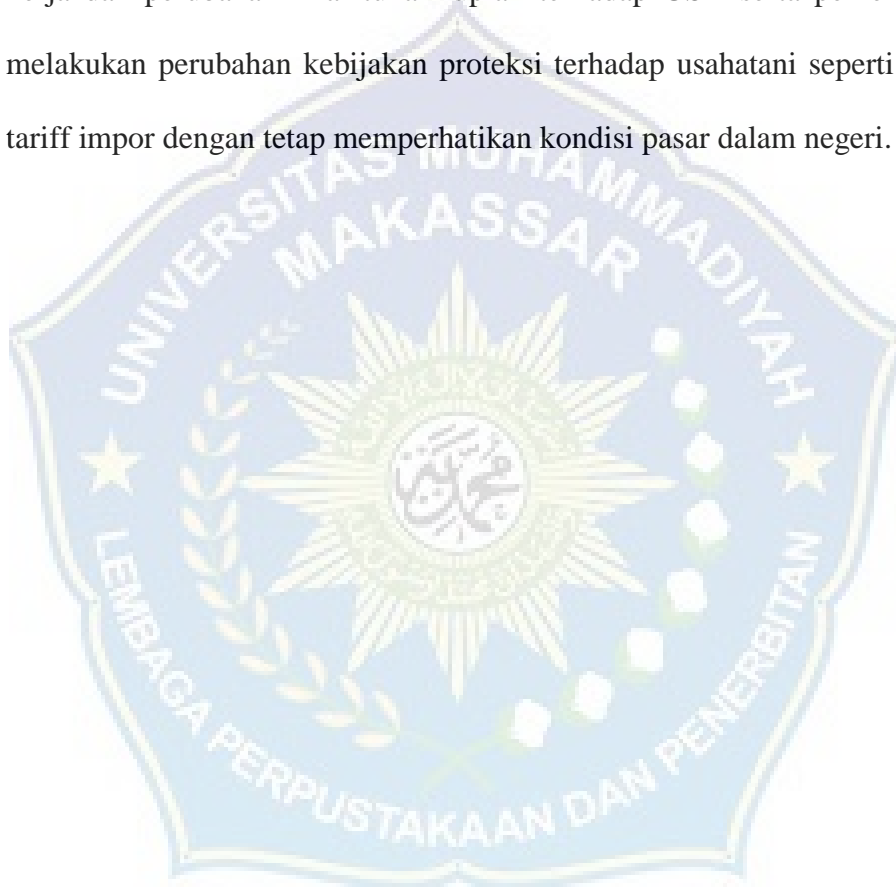 melakukan perubahan kebijakan proteksi terhadap usahatani seperti
tariff impor dengan tetap memperhatikan kondisi pasar dalam negeri.
UNIVERSITAS MUHAMMADIYAH
MAKASSAR
LEMBAGA PERPUSTAKAAN DAN PENERBITAN